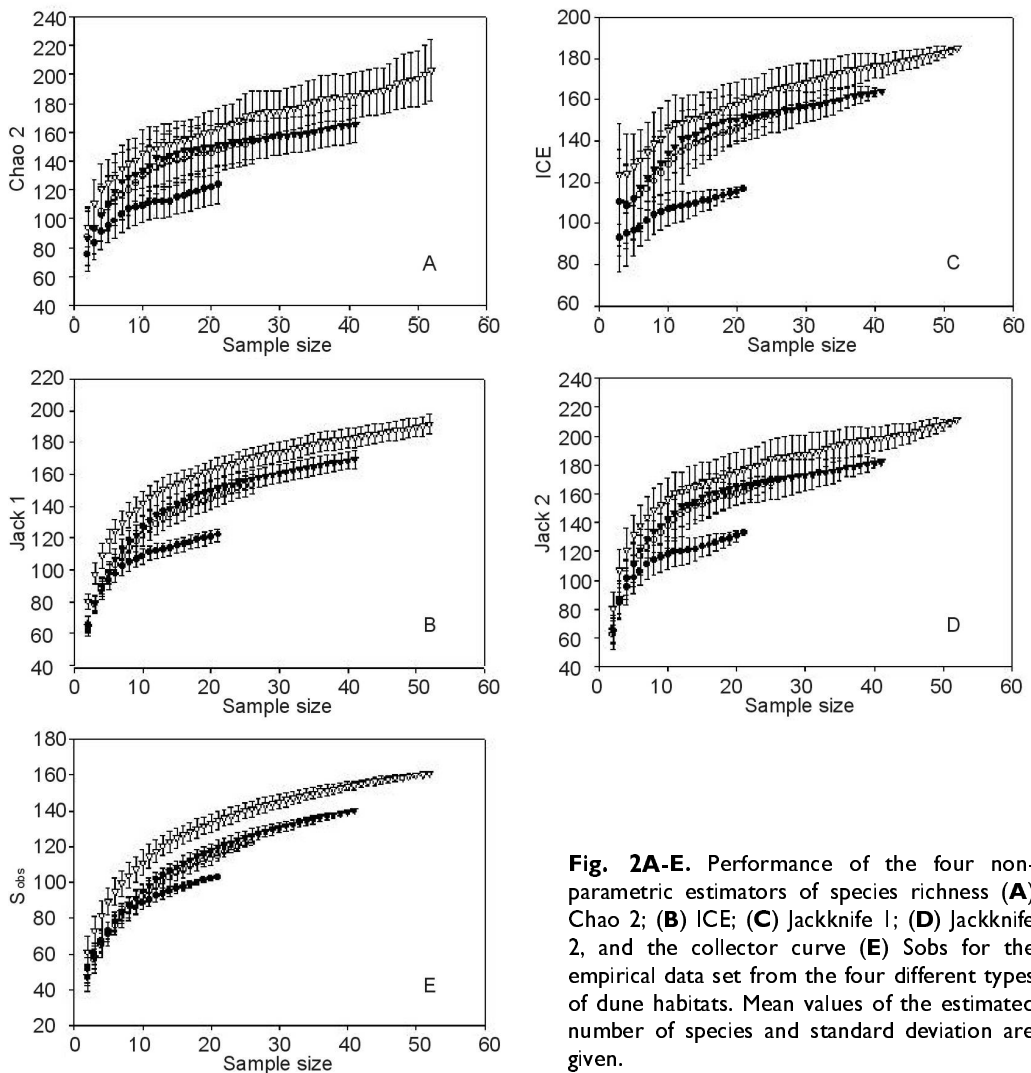 240
220
200
180
160
140
120
100
80
60
40
Chao 2
0 10 20 30 40 50 60
Sample size
A
200
180
160
140
120
100
80
60
ICE
0 10 20 30 40 50 60
Sample size
C
220
200
180
160
140
120
100
80
60
40
Jack 1
0 10 20 30 40 50 60
Sample size
B
240
220
200
180
160
140
120
100
80
60
40
Jack 2
0 10 20 30 40 50 60
Sample size
D
180
160
140
120
100
80
60
40
20
S obs
0 10 20 30 40 50 60
Sample size
E
Fig. 2A-E. Performance of the four non-
parametric estimators of species richness (A)
Chao 2; (B) ICE; (C) Jackknife 1; (D) Jackknife
2, and the collector curve (E) Sobs for the
empirical data set from the four different types
of dune habitats. Mean values of the estimated
number of species and standard deviation are
given.